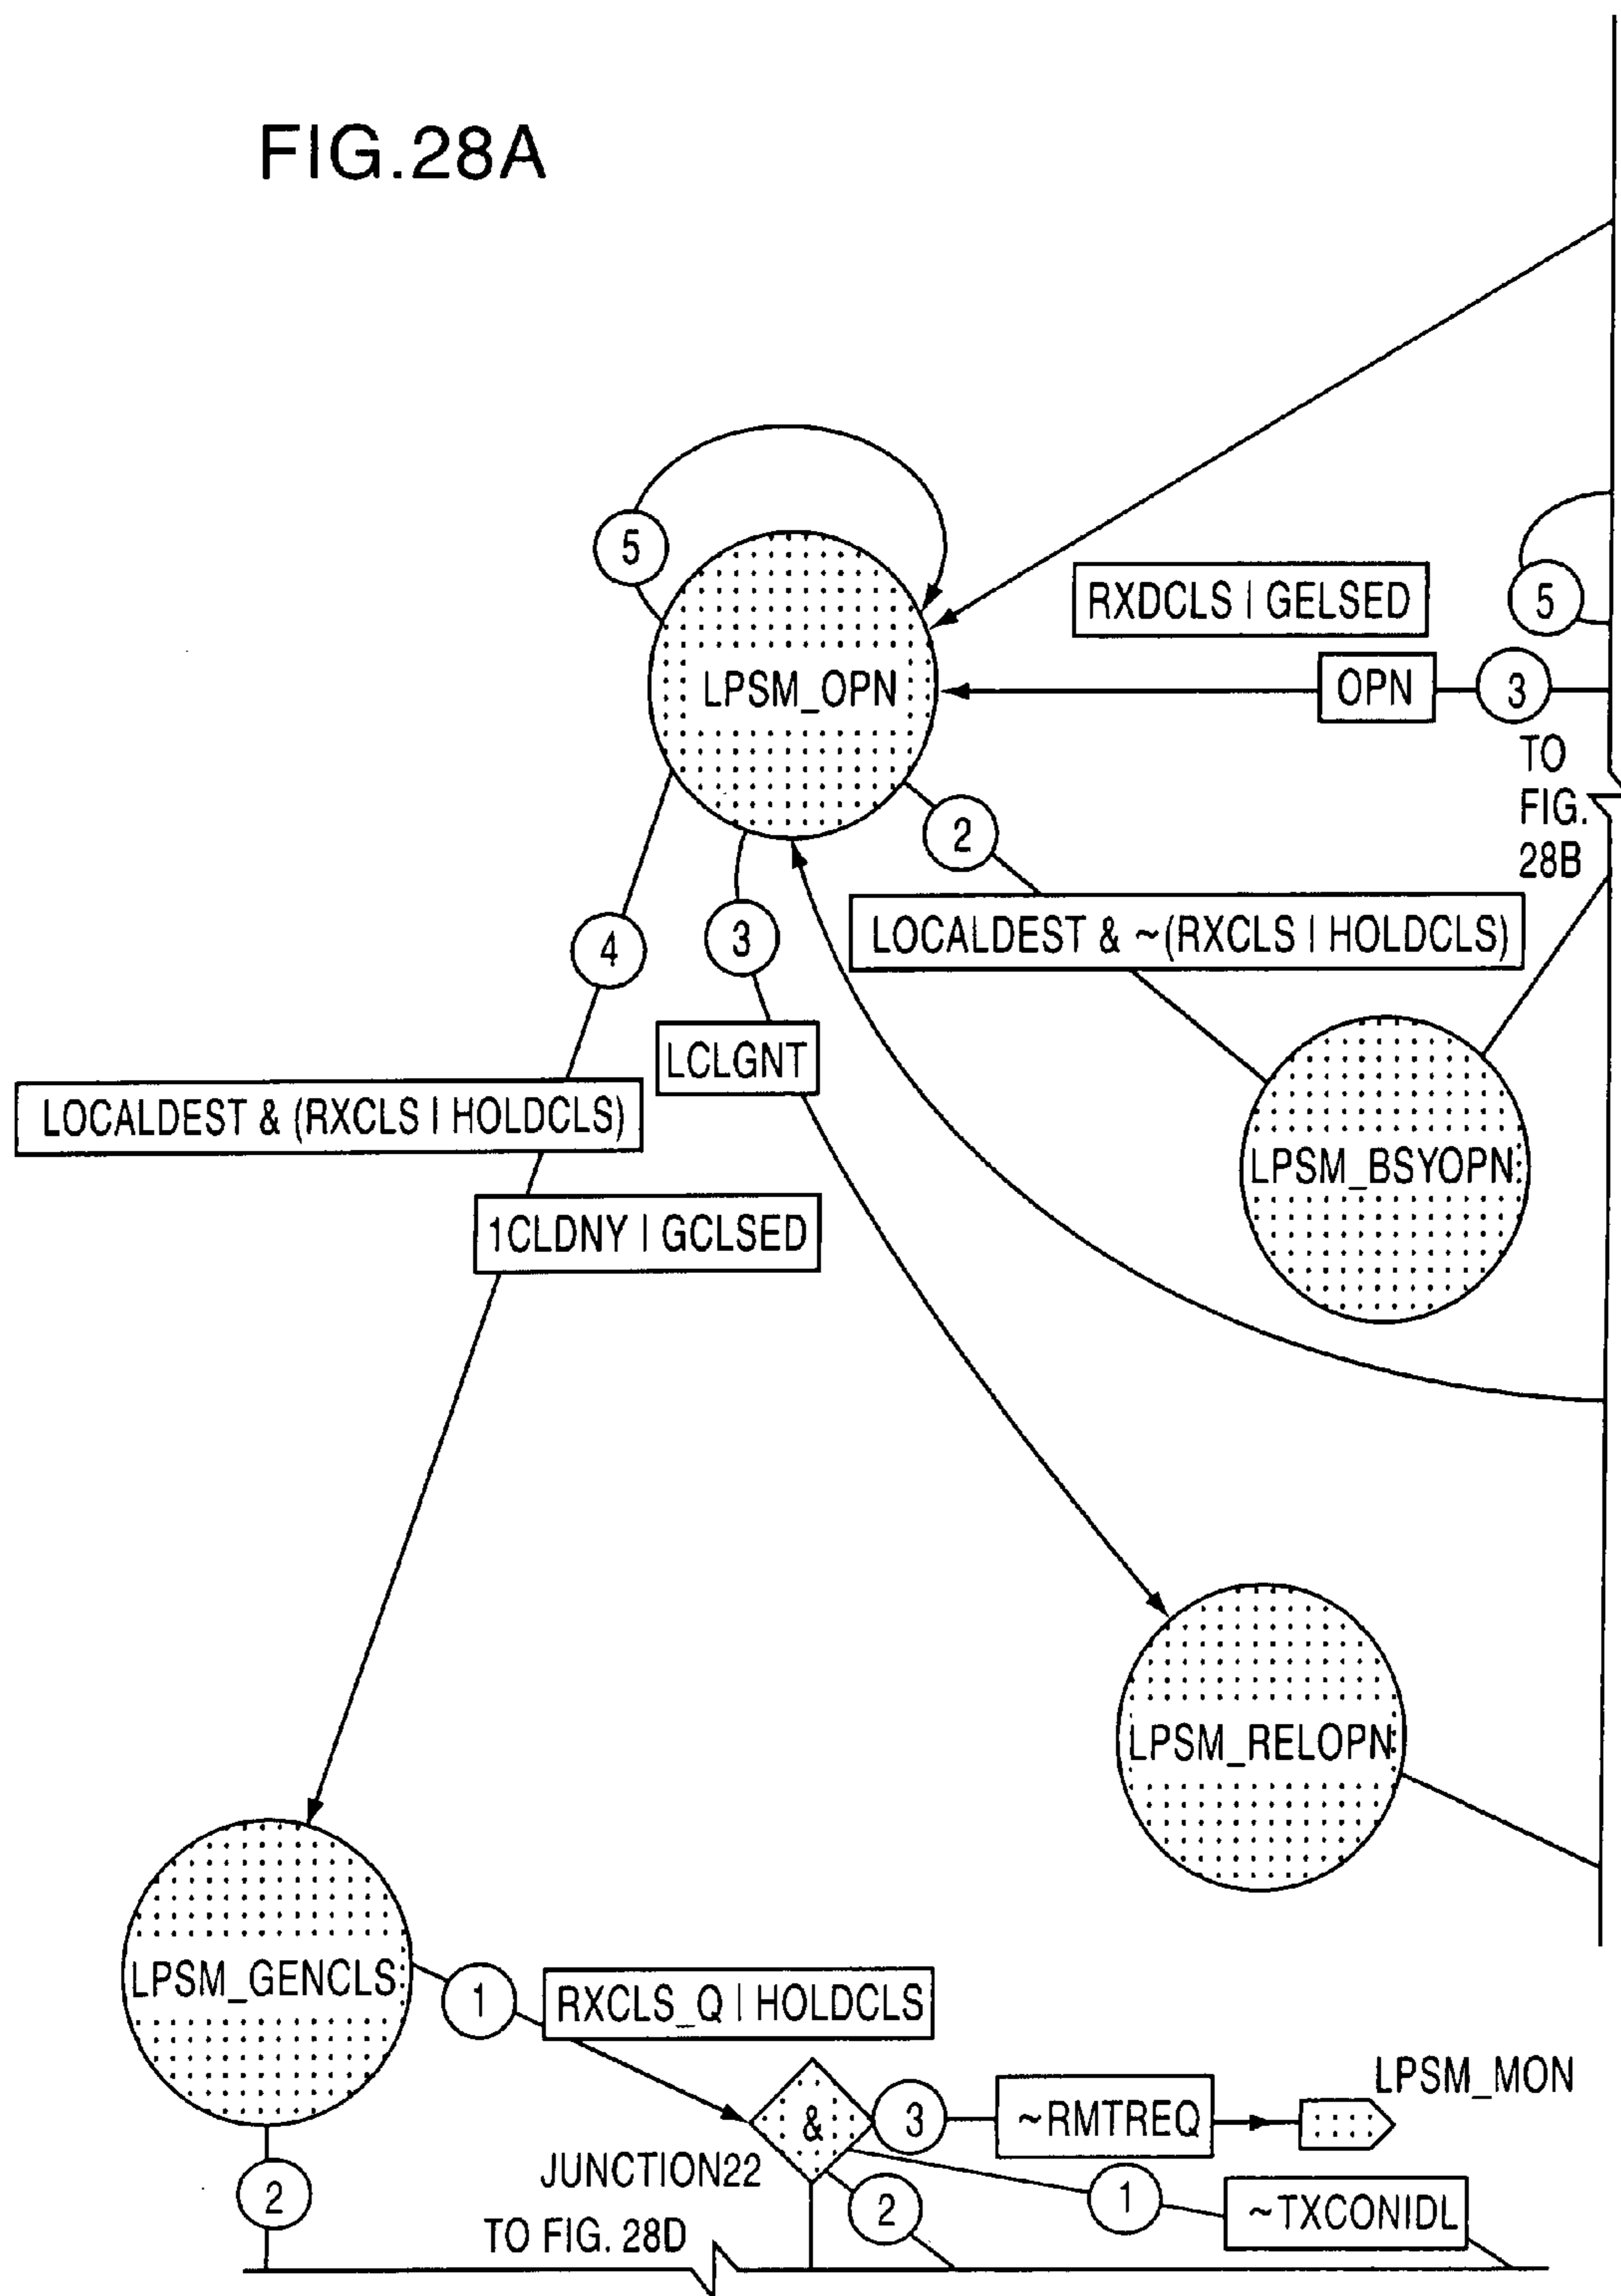 FIG.28A
5
RXDCLS | GELSED
5
LPSM_OPN
OPN
3
TO
FIG.
28B
2
4
3
LOCALDEST & ~(RXCLS | HOLDCLS)
LCLGNT
LOCALDEST & (RXCLS | HOLDCLS)
LPSM_BSYOPN
1CLDNY | GCLSED
LPSM_RELOPN
LPSM_GENCLS
1
RXCLS_Q | HOLDCLS
LPSM_MON
&
3
~RMTREQ
JUNCTION22
2
2
1
~TXCONIDL
TO FIG. 28D